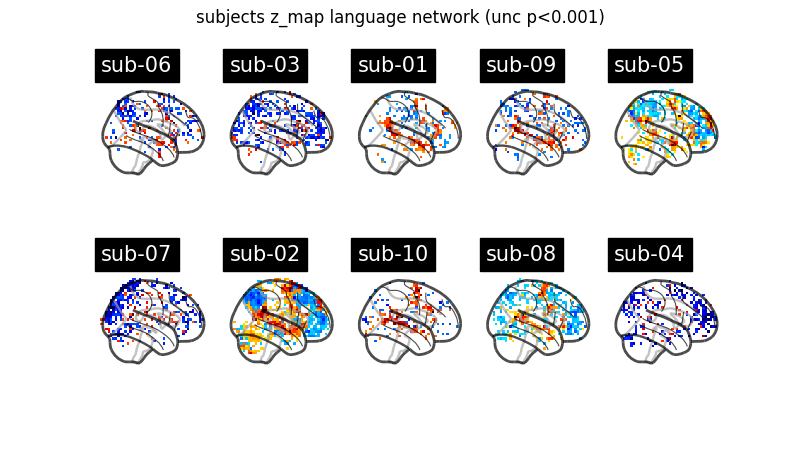 subjects z_map language network (unc p<0.001)
sub-06
sub-03
sub-01
sub-09
sub-05
sub-07
sub-02
sub-10
sub-08
sub-04